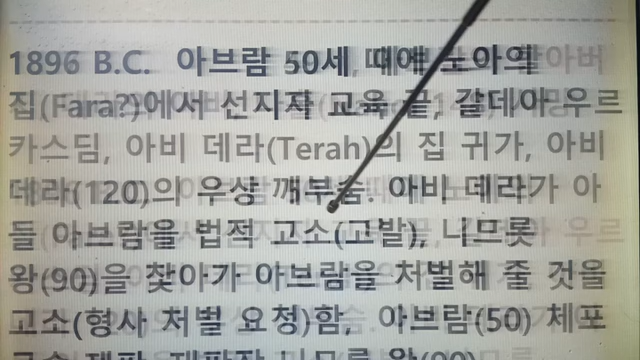 1896 B.C. 아브람 50세, 때에 노아의
집(Fara?)에서 선지자 교육 끝, 갈데아 우르
카스딤, 아비 데라(Terah)의 집 귀가, 아비
데라(120)의 우상 깨부숨. 아비 데라가 아
들 아브람을 법적 고소(고발), 니므롯
왕(90)을 찾아가 아브람을 처벌해 줄 것을
고소(형사 처벌 요청)함, 아브람(50) 체포